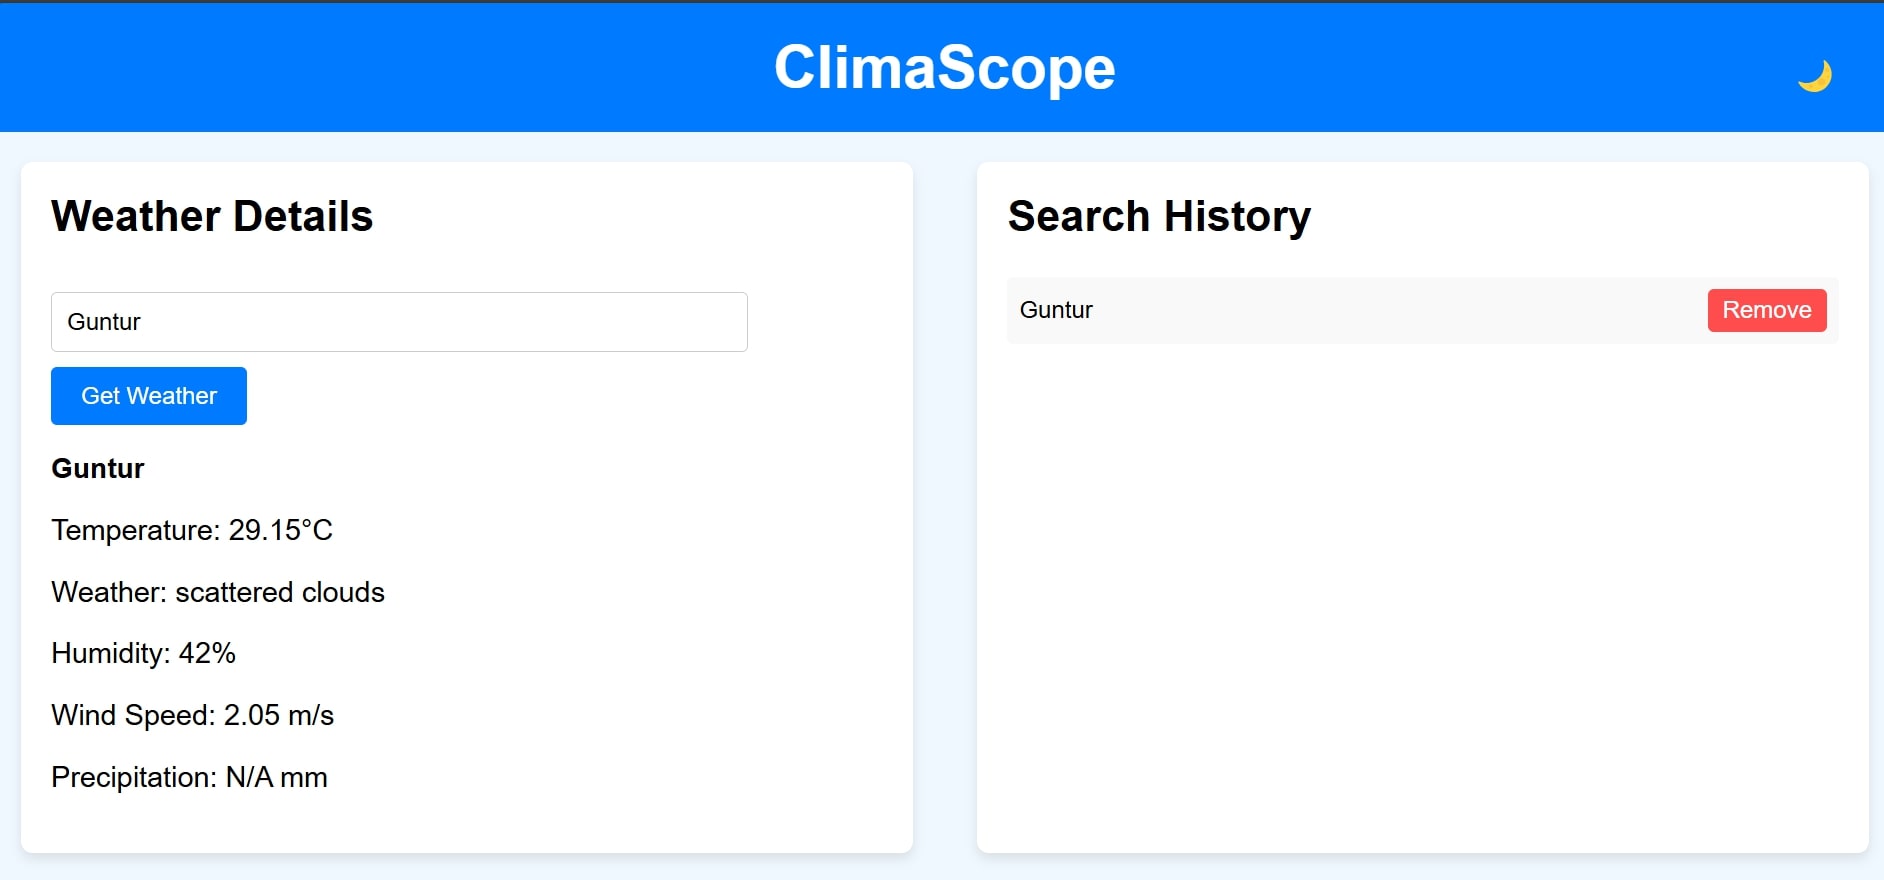 ClimaScope
Weather Details
Guntur
Get Weather
Guntur
Temperature: 29.15°C
Weather: scattered clouds
Humidity: 42%
Wind Speed: 2.05 m/s
Precipitation: N/A mm
Search History
Guntur
Remove